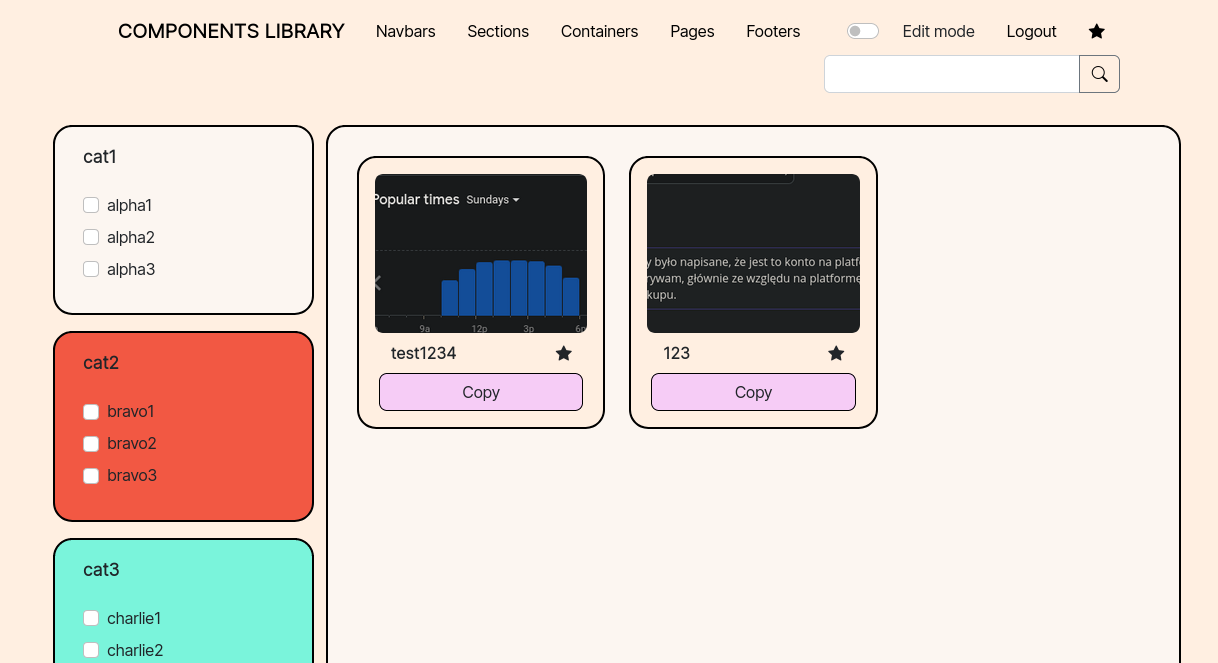 COMPONENTS LIBRARY Navbars Sections Containers Pages Footers Edit mode Logout
cat1
alpha1
alpha2
alpha3
cat2
bravo1
bravo2
bravo3
cat3
charlie1
charlie2
Popular times Sundays
9a 12p 3p 6p
test1234
Copy
y było napisane, że jest to konto na platf
rywam, głównie ze względu na platformę
kupu.
123
Copy